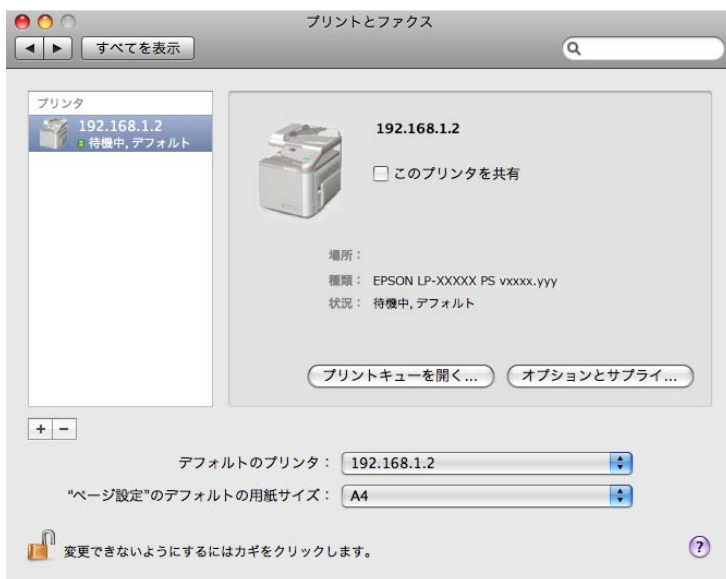 プリントとファクス
すべてを表示
プリンタ
192.168.1.2
待機中, デフォルト
192.168.1.2
このプリンタを共有
場所：
種類： EPSON LP-XXXXX PS vxxxx.yyy
状況： 待機中, デフォルト
プリントキューを開く... オプションとサプライ...
+ −
デフォルトのプリンタ： 192.168.1.2
“ページ設定”のデフォルトの用紙サイズ： A4
変更できないようにするにはカギをクリックします。 ?